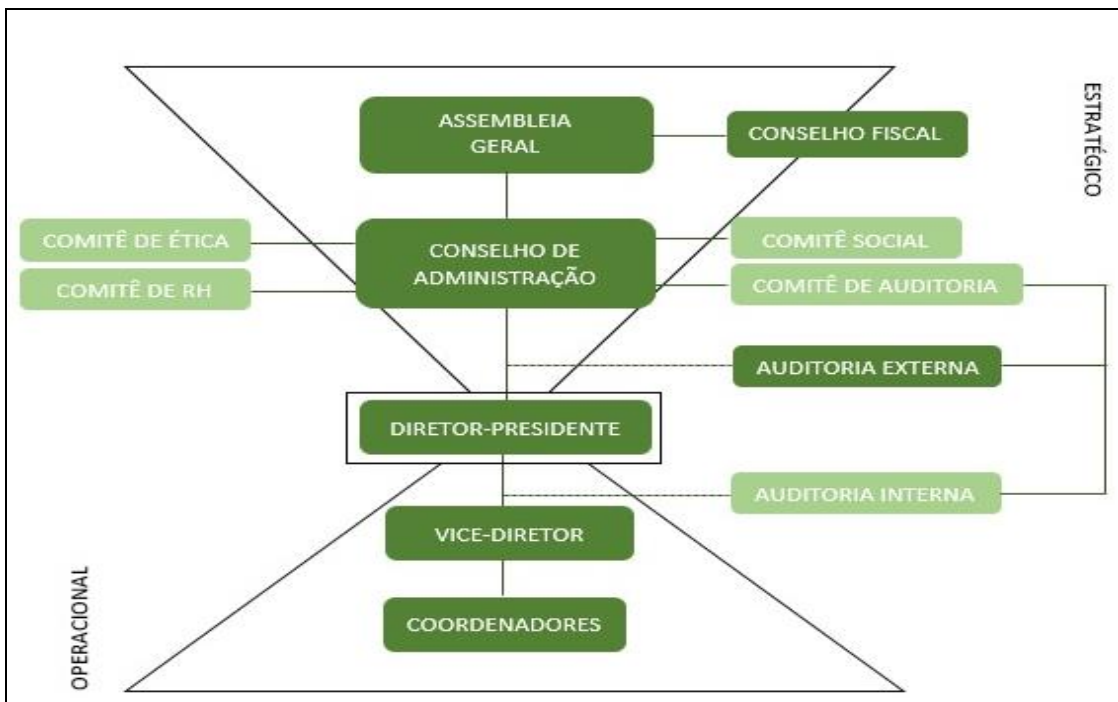 ASSEMBLEIA
GERAL
CONSELHO FISCAL
ESTRATÉGICO
COMITÊ DE ÉTICA
CONSELHO DE
ADMINISTRAÇÃO
COMITÊ SOCIAL
COMITÊ DE RH
COMITÊ DE AUDITORIA
AUDITORIA EXTERNA
DIRETOR-PRESIDENTE
AUDITORIA INTERNA
VICE-DIRETOR
COORDENADORES
OPERACIONAL